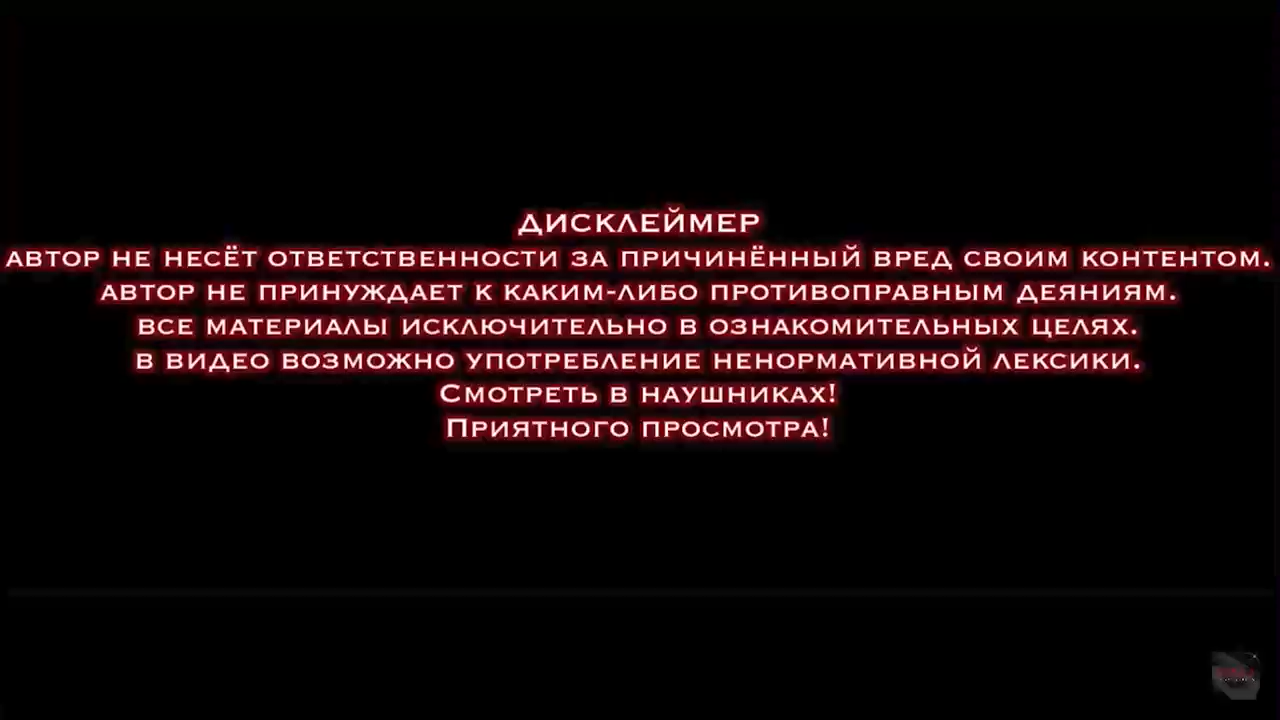 ДИСКЛЕЙМЕР
АВТОР НЕ НЕСЁТ ОТВЕТСТВЕННОСТИ ЗА ПРИЧИНЁННЫЙ ВРЕД СВОИМ КОНТЕНТОМ.
АВТОР НЕ ПРИНУЖДАЕТ К КАКИМ-ЛИБО ПРОТИВОПРАВНЫМ ДЕЯНИЯМ.
ВСЕ МАТЕРИАЛЫ ИСКЛЮЧИТЕЛЬНО В ОЗНАКОМИТЕЛЬНЫХ ЦЕЛЯХ.
В ВИДЕО ВОЗМОЖНО УПОТРЕБЛЕНИЕ НЕНОРМАТИВНОЙ ЛЕКСИКИ.
СМОТРЕТЬ В НАУШНИКАХ!
ПРИЯТНОГО ПРОСМОТРА!